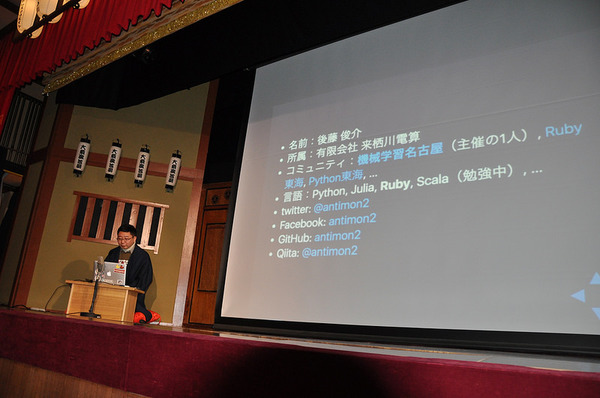 • 名前：後藤 俊介
• 所属：有限会社 来栖川電算
• コミュニティ：機械学習名古屋（主催の1人）, Ruby
東海, Python東海, ...
• 言語：Python, Julia, Ruby, Scala（勉強中）, ...
• twitter: @antimon2
• Facebook: antimon2
• GitHub: antimon2
• Qiita: @antimon2